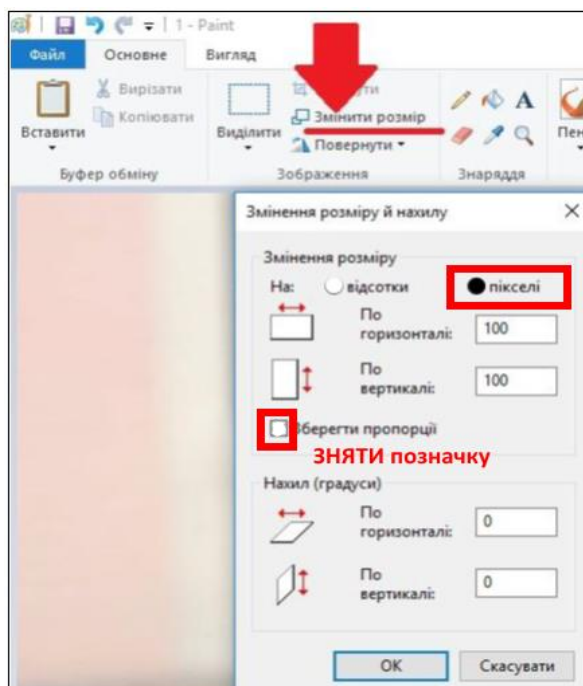 1 - Paint
Файл Основне Вигляд
Вставити
Вирізати
Копіювати
Буфер обміну
Виділити
Змінити розмір
Повернути
Зображення
A
Знаряддя
Пен
Змінення розміру й нахилу
Змінення розміру
На: відсотки пікселі
По
горизонталі: 100
По
вертикалі: 100
Зберегти пропорції
ЗНЯТИ позначку
Нахил (градуси)
По
горизонталі: 0
По
вертикалі: 0
OK Скасувати